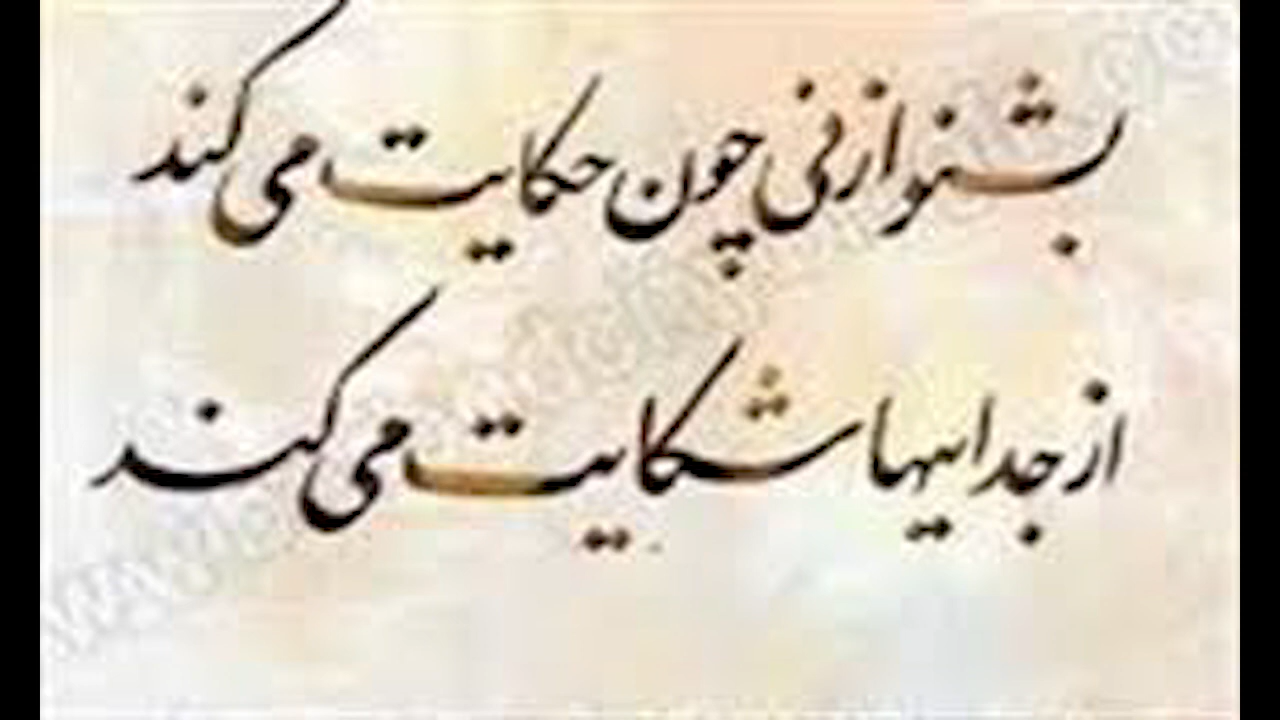 بشنو از نی چون حکایت می کند
از جداییها شکایت می کند